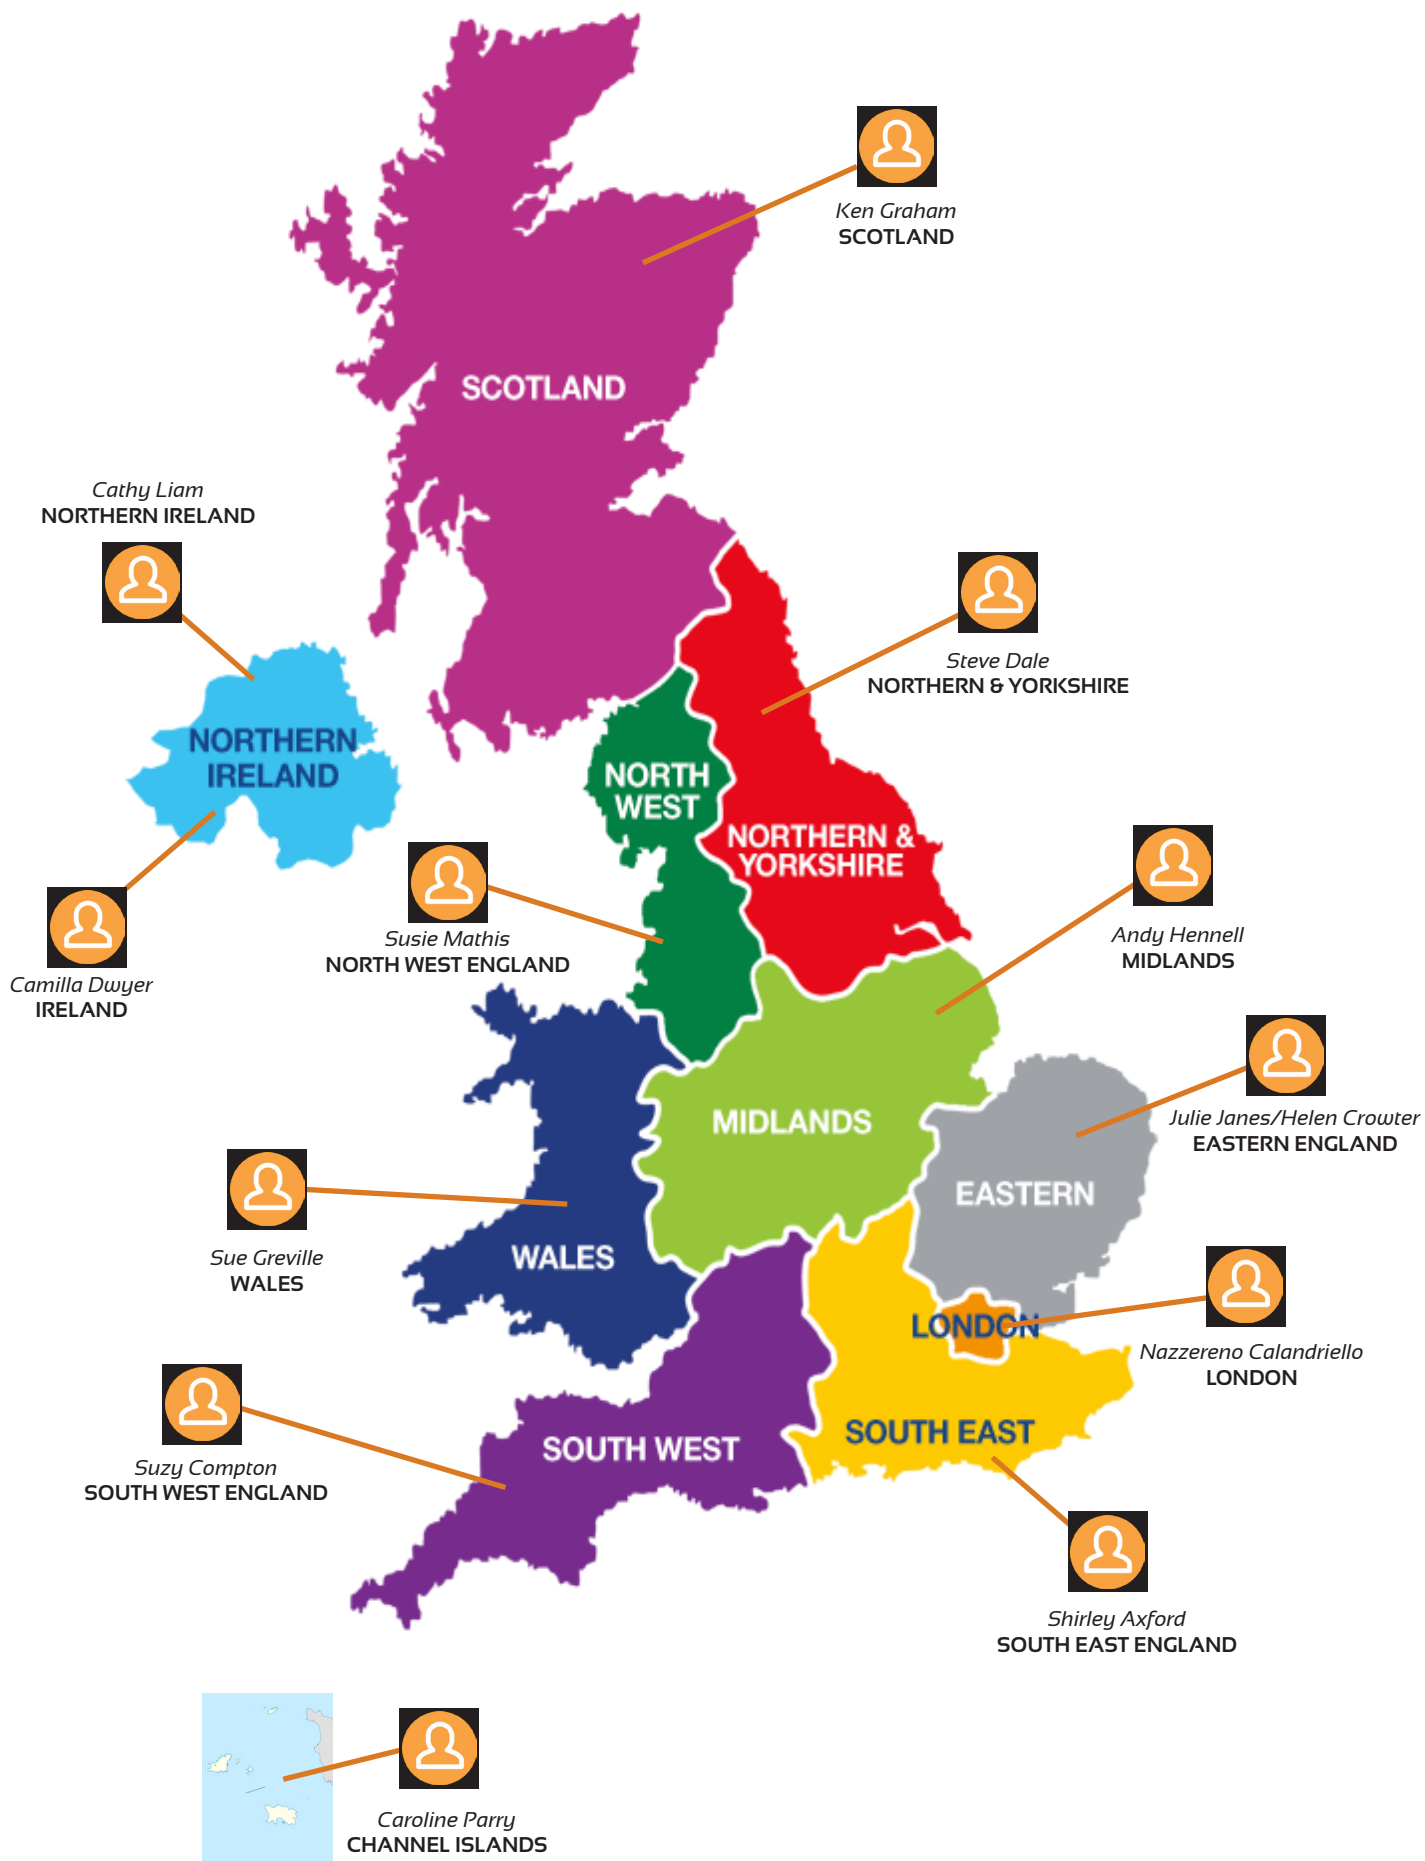 Ken Graham
SCOTLAND
SCOTLAND
Cathy Liam
NORTHERN IRELAND
Steve Dale
NORTHERN & YORKSHIRE
NORTHERN
IRELAND
NORTH
WEST
NORTHERN &
YORKSHIRE
Andy Hennell
MIDLANDS
Susie Mathis
NORTH WEST ENGLAND
Camilla Dwyer
IRELAND
MIDLANDS
Julie Janes/Helen Crowter
EASTERN ENGLAND
EASTERN
Sue Greville
WALES
WALES
LONDON
Nazzereno Calandriello
LONDON
SOUTH WEST
SOUTH EAST
Suzy Compton
SOUTH WEST ENGLAND
Shirley Axford
SOUTH EAST ENGLAND
Caroline Parry
CHANNEL ISLANDS